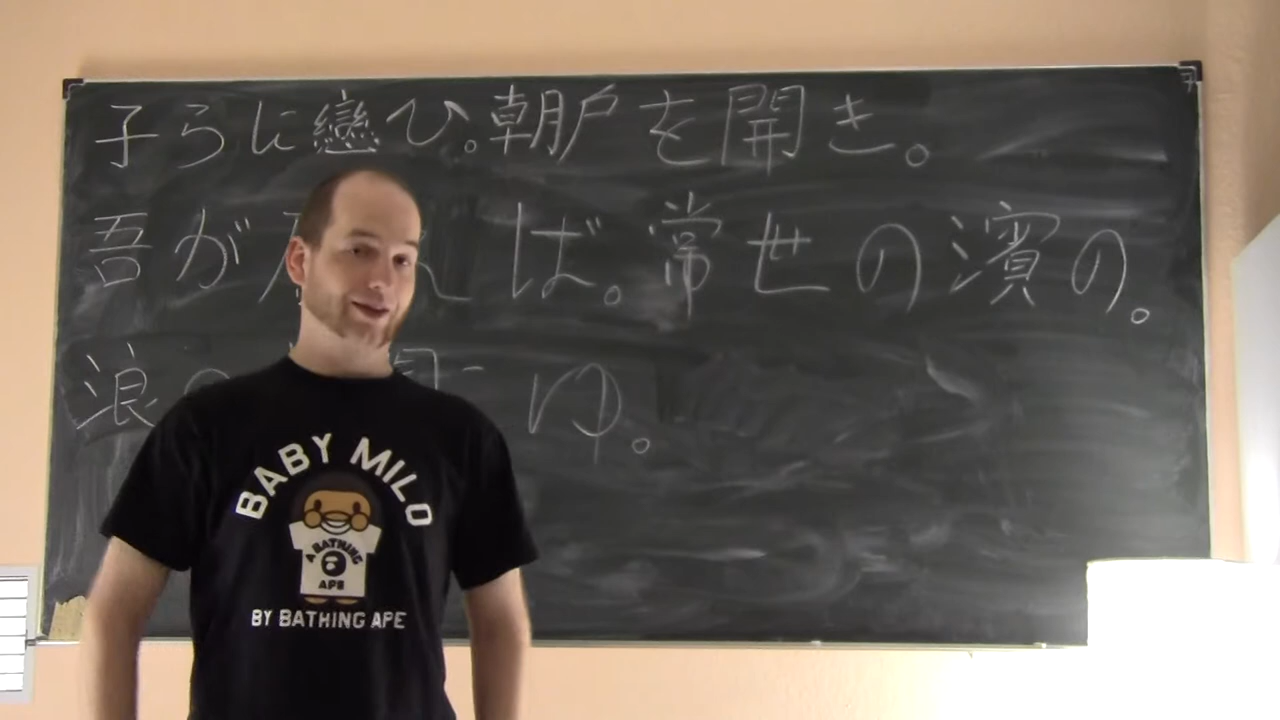 子らに戀ひ。朝戸を開き。
吾が ば。常世の濱の。
浪の ゆ。
BABY MILO
A BATHING
APE
BY BATHING APE